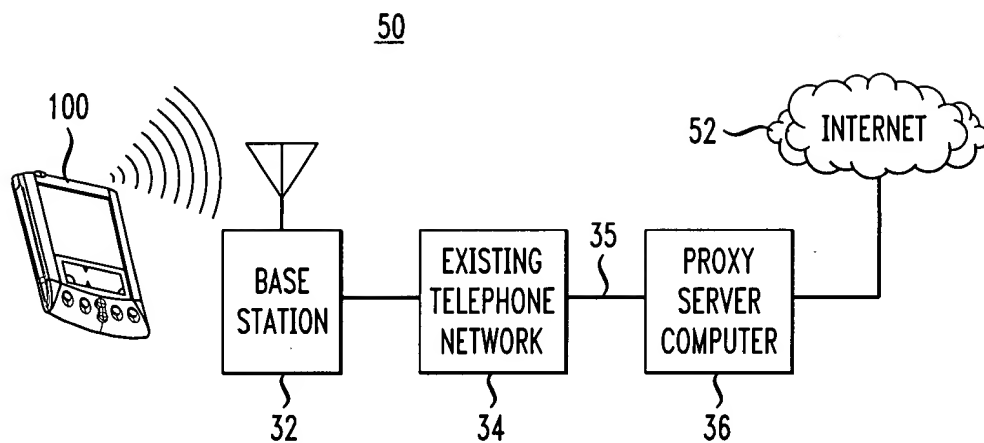 50
100
52
INTERNET
BASE
STATION
EXISTING
TELEPHONE
NETWORK
35
PROXY
SERVER
COMPUTER
32
34
36